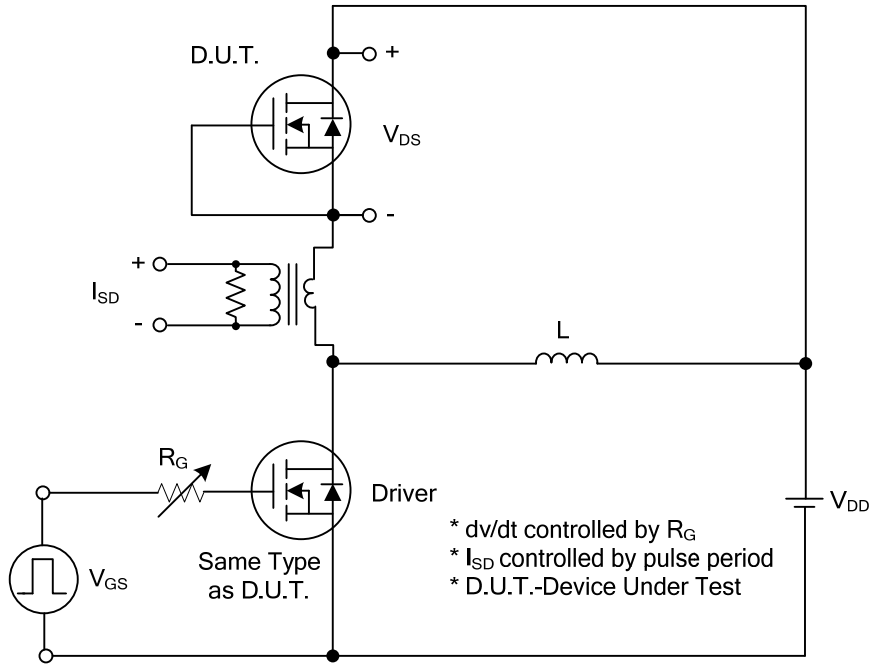 D.U.T.
+
VDS
-
+
ISD
-
L
RG
Driver
VDD
VGS
Same Type
as D.U.T.
* dv/dt controlled by RG
* ISD controlled by pulse period
* D.U.T.-Device Under Test